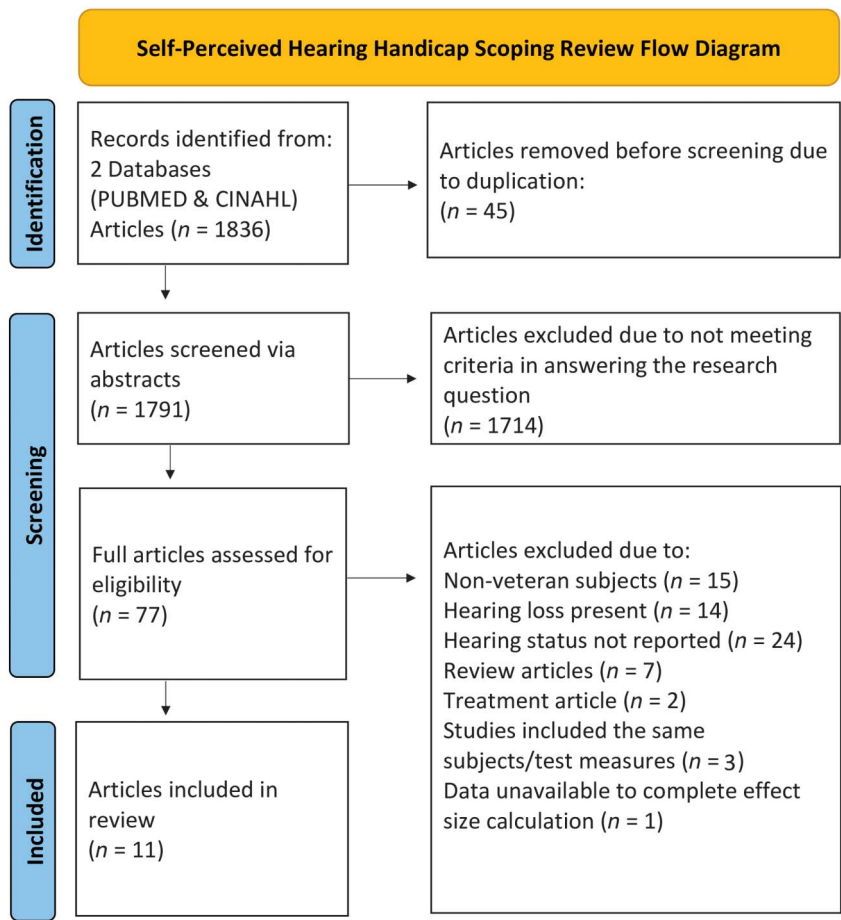 Self-Perceived Hearing Handicap Scoping Review Flow Diagram
Identification
Records identified from:
2 Databases
(PUBMED & CINAHL)
Articles (n = 1836)
Articles removed before screening due
to duplication:
(n = 45)
Screening
Articles screened via
abstracts
(n = 1791)
Articles excluded due to not meeting
criteria in answering the research
question
(n = 1714)
Full articles assessed for
eligibility
(n = 77)
Articles excluded due to:
Non-veteran subjects (n = 15)
Hearing loss present (n = 14)
Hearing status not reported (n = 24)
Review articles (n = 7)
Treatment article (n = 2)
Studies included the same
subjects/test measures (n = 3)
Data unavailable to complete effect
size calculation (n = 1)
Included
Articles included in
review
(n = 11)